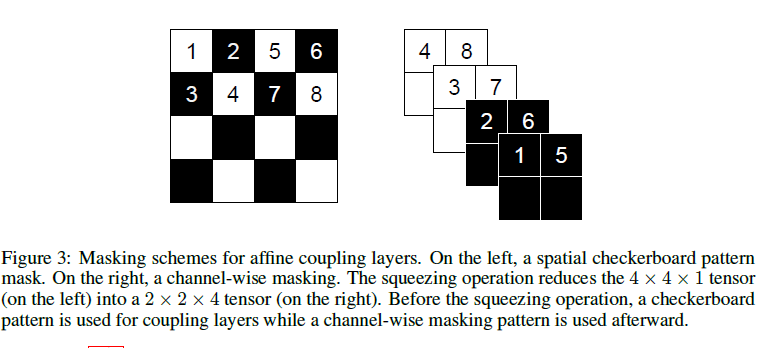 1 2 5 6
3 4 7 8
4 8
3 7
2 6
1 5
Figure 3: Masking schemes for affine coupling layers. On the left, a spatial checkerboard pattern
mask. On the right, a channel-wise masking. The squeezing operation reduces the 4 × 4 × 1 tensor
(on the left) into a 2 × 2 × 4 tensor (on the right). Before the squeezing operation, a checkerboard
pattern is used for coupling layers while a channel-wise masking pattern is used afterward.